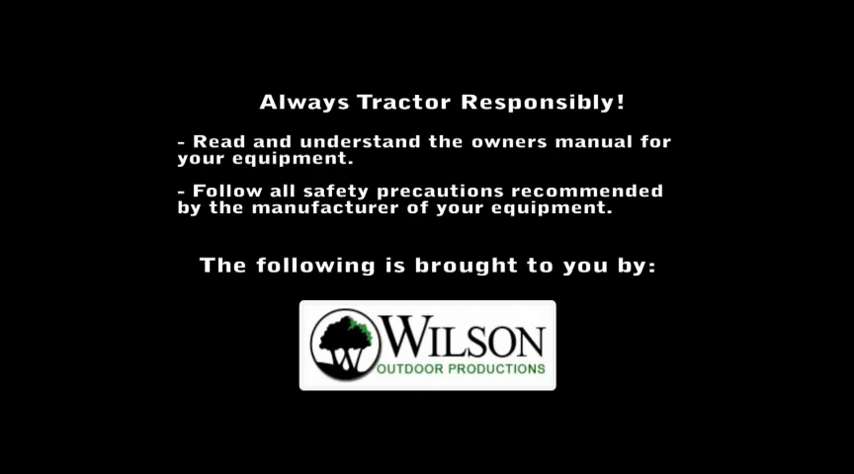 Always Tractor Responsibly!
- Read and understand the owners manual for
your equipment.
- Follow all safety precautions recommended
by the manufacturer of your equipment.
The following is brought to you by:
WILSON
OUTDOOR PRODUCTIONS